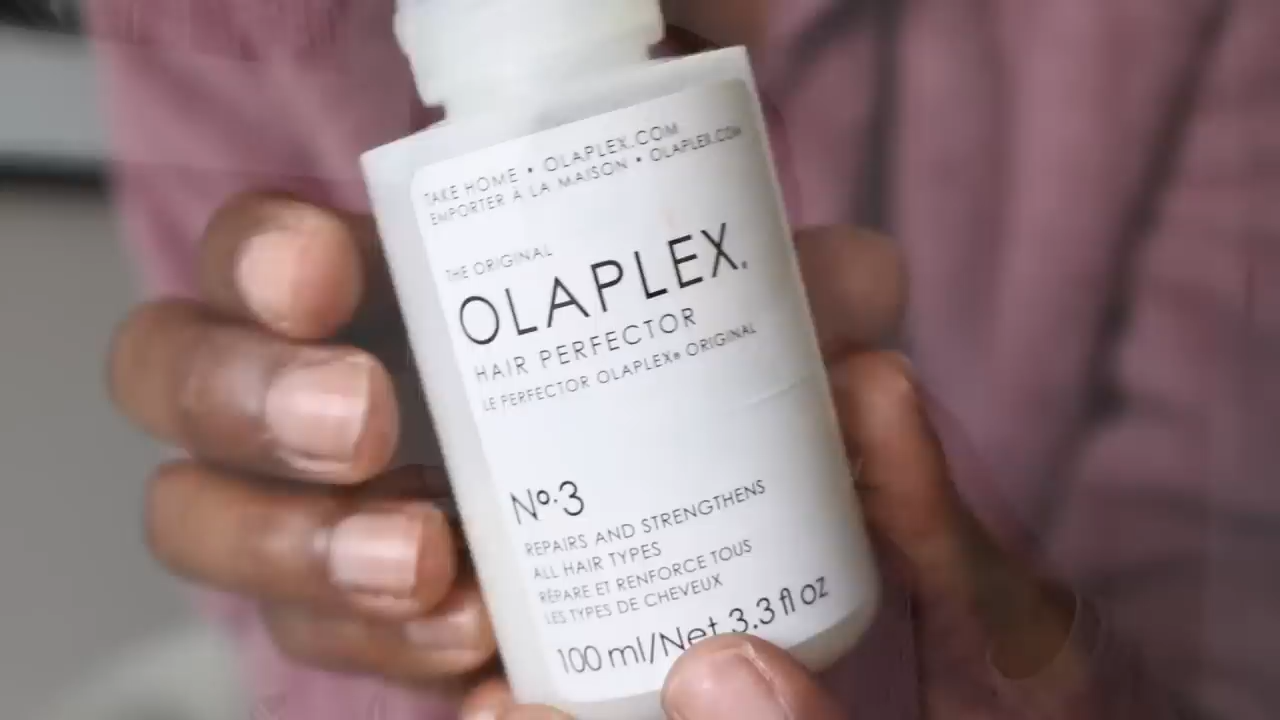 TAKE HOME • OLAPLEX.COM
EMPORTER À LA MAISON • OLAPLEX.COM
THE ORIGINAL
OLAPLEX.
HAIR PERFECTOR
LE PERFECTOR OLAPLEX® ORIGINAL
Nº.3
REPAIRS AND STRENGTHENS
ALL HAIR TYPES
RÉPARE ET RENFORCE TOUS
LES TYPES DE CHEVEUX
100 ml/Net 3.3 fl oz